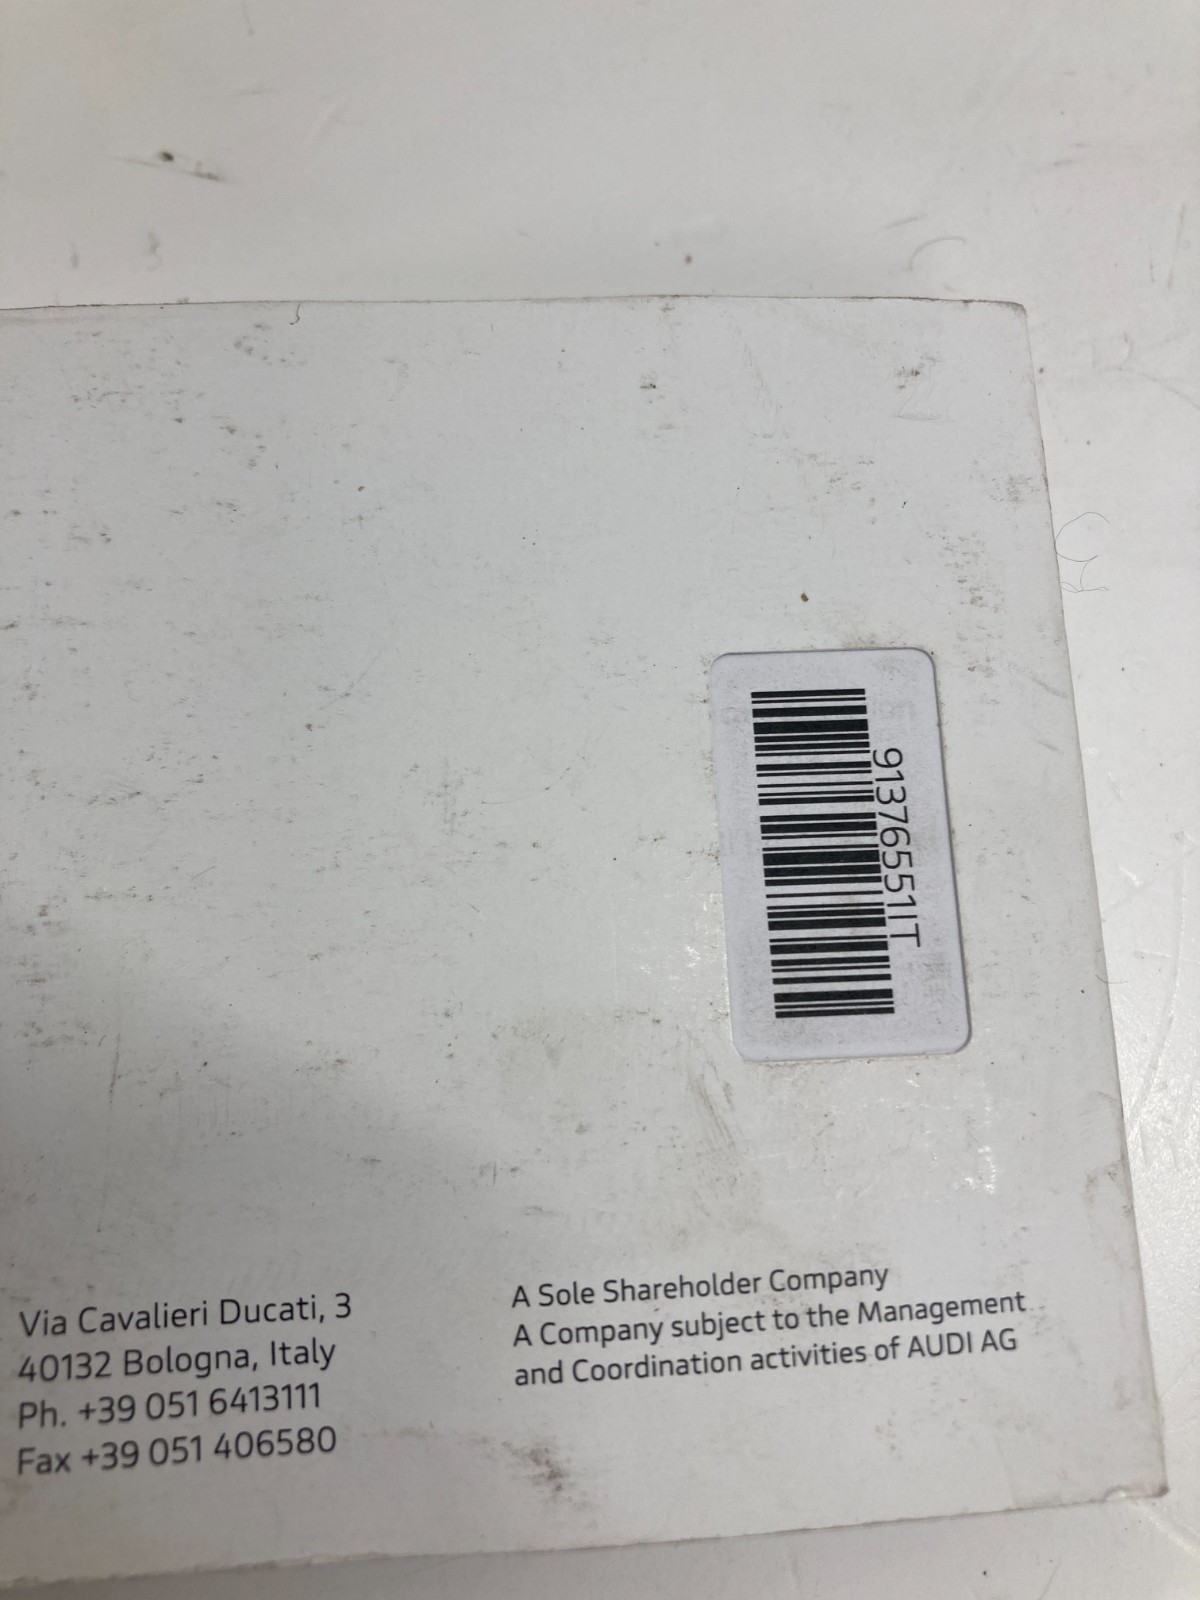 913765511T
Via Cavalieri Ducati, 3
40132 Bologna, Italy
Ph. +39 051 6413111
Fax +39 051 406580
A Sole Shareholder Company
A Company subject to the Management
and Coordination activities of AUDI AG